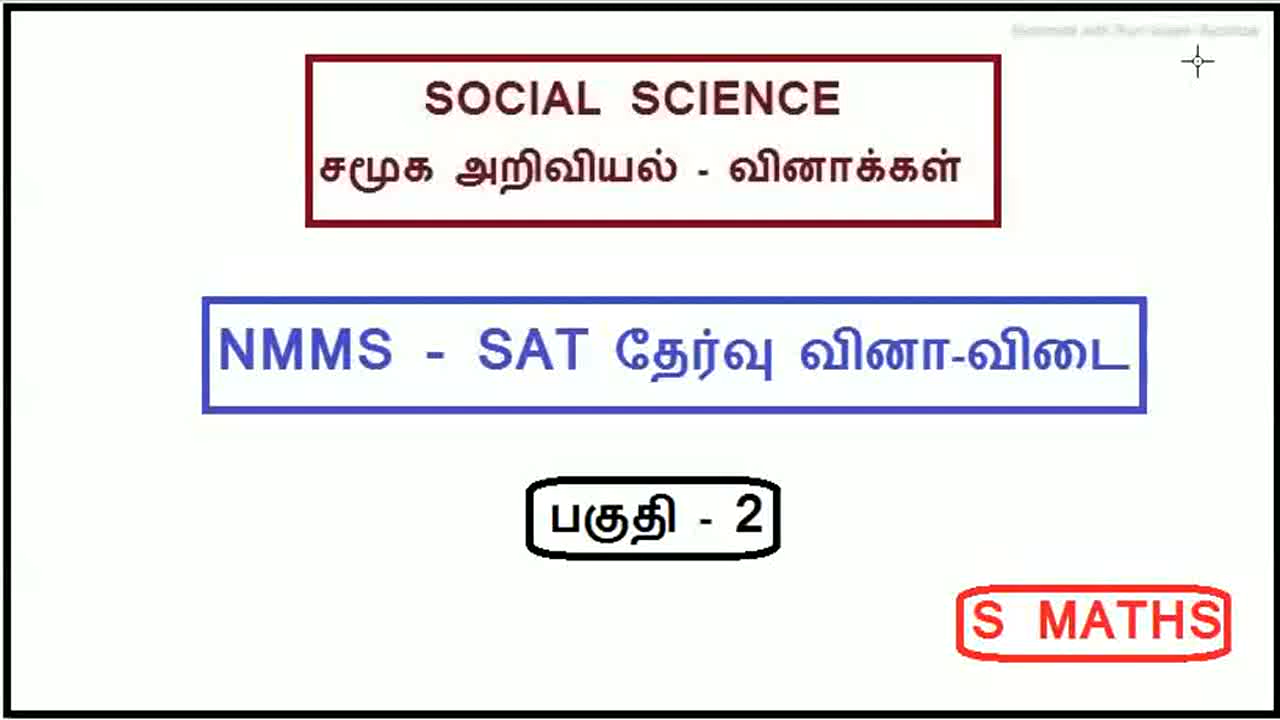 SOCIAL SCIENCE
சமூக அறிவியல் - வினாக்கள்
NMMS - SAT தேர்வு வினா-விடை
பகுதி - 2
S MATHS